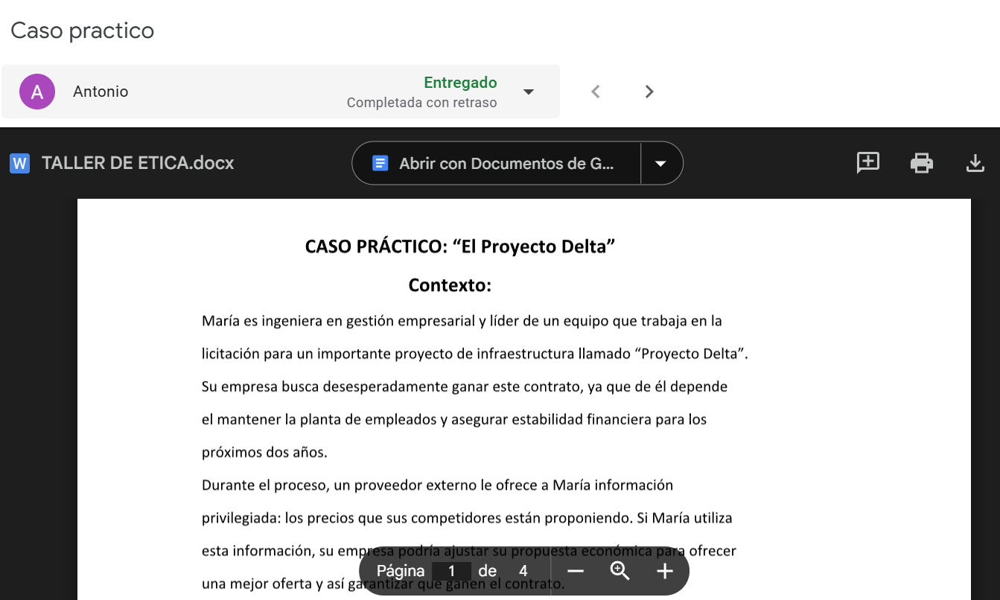 Caso practico
A
Antonio
Entregado
Completada con retraso
W
TALLER DE ETICA.docx
Abrir con Documentos de G...
CASO PRÁCTICO: “El Proyecto Delta”
Contexto:
María es ingeniera en gestión empresarial y líder de un equipo que trabaja en la
licitación para un importante proyecto de infraestructura llamado “Proyecto Delta”.
Su empresa busca desesperadamente ganar este contrato, ya que de él depende
el mantener la planta de empleados y asegurar estabilidad financiera para los
próximos dos años.
Durante el proceso, un proveedor externo le ofrece a María información
privilegiada: los precios que sus competidores están proponiendo. Si María utiliza
esta información, su empresa podría ajustar su propuesta económica para ofrecer
una mejor oferta y así garantizar que ganen el contrato.
Página 1 de 4